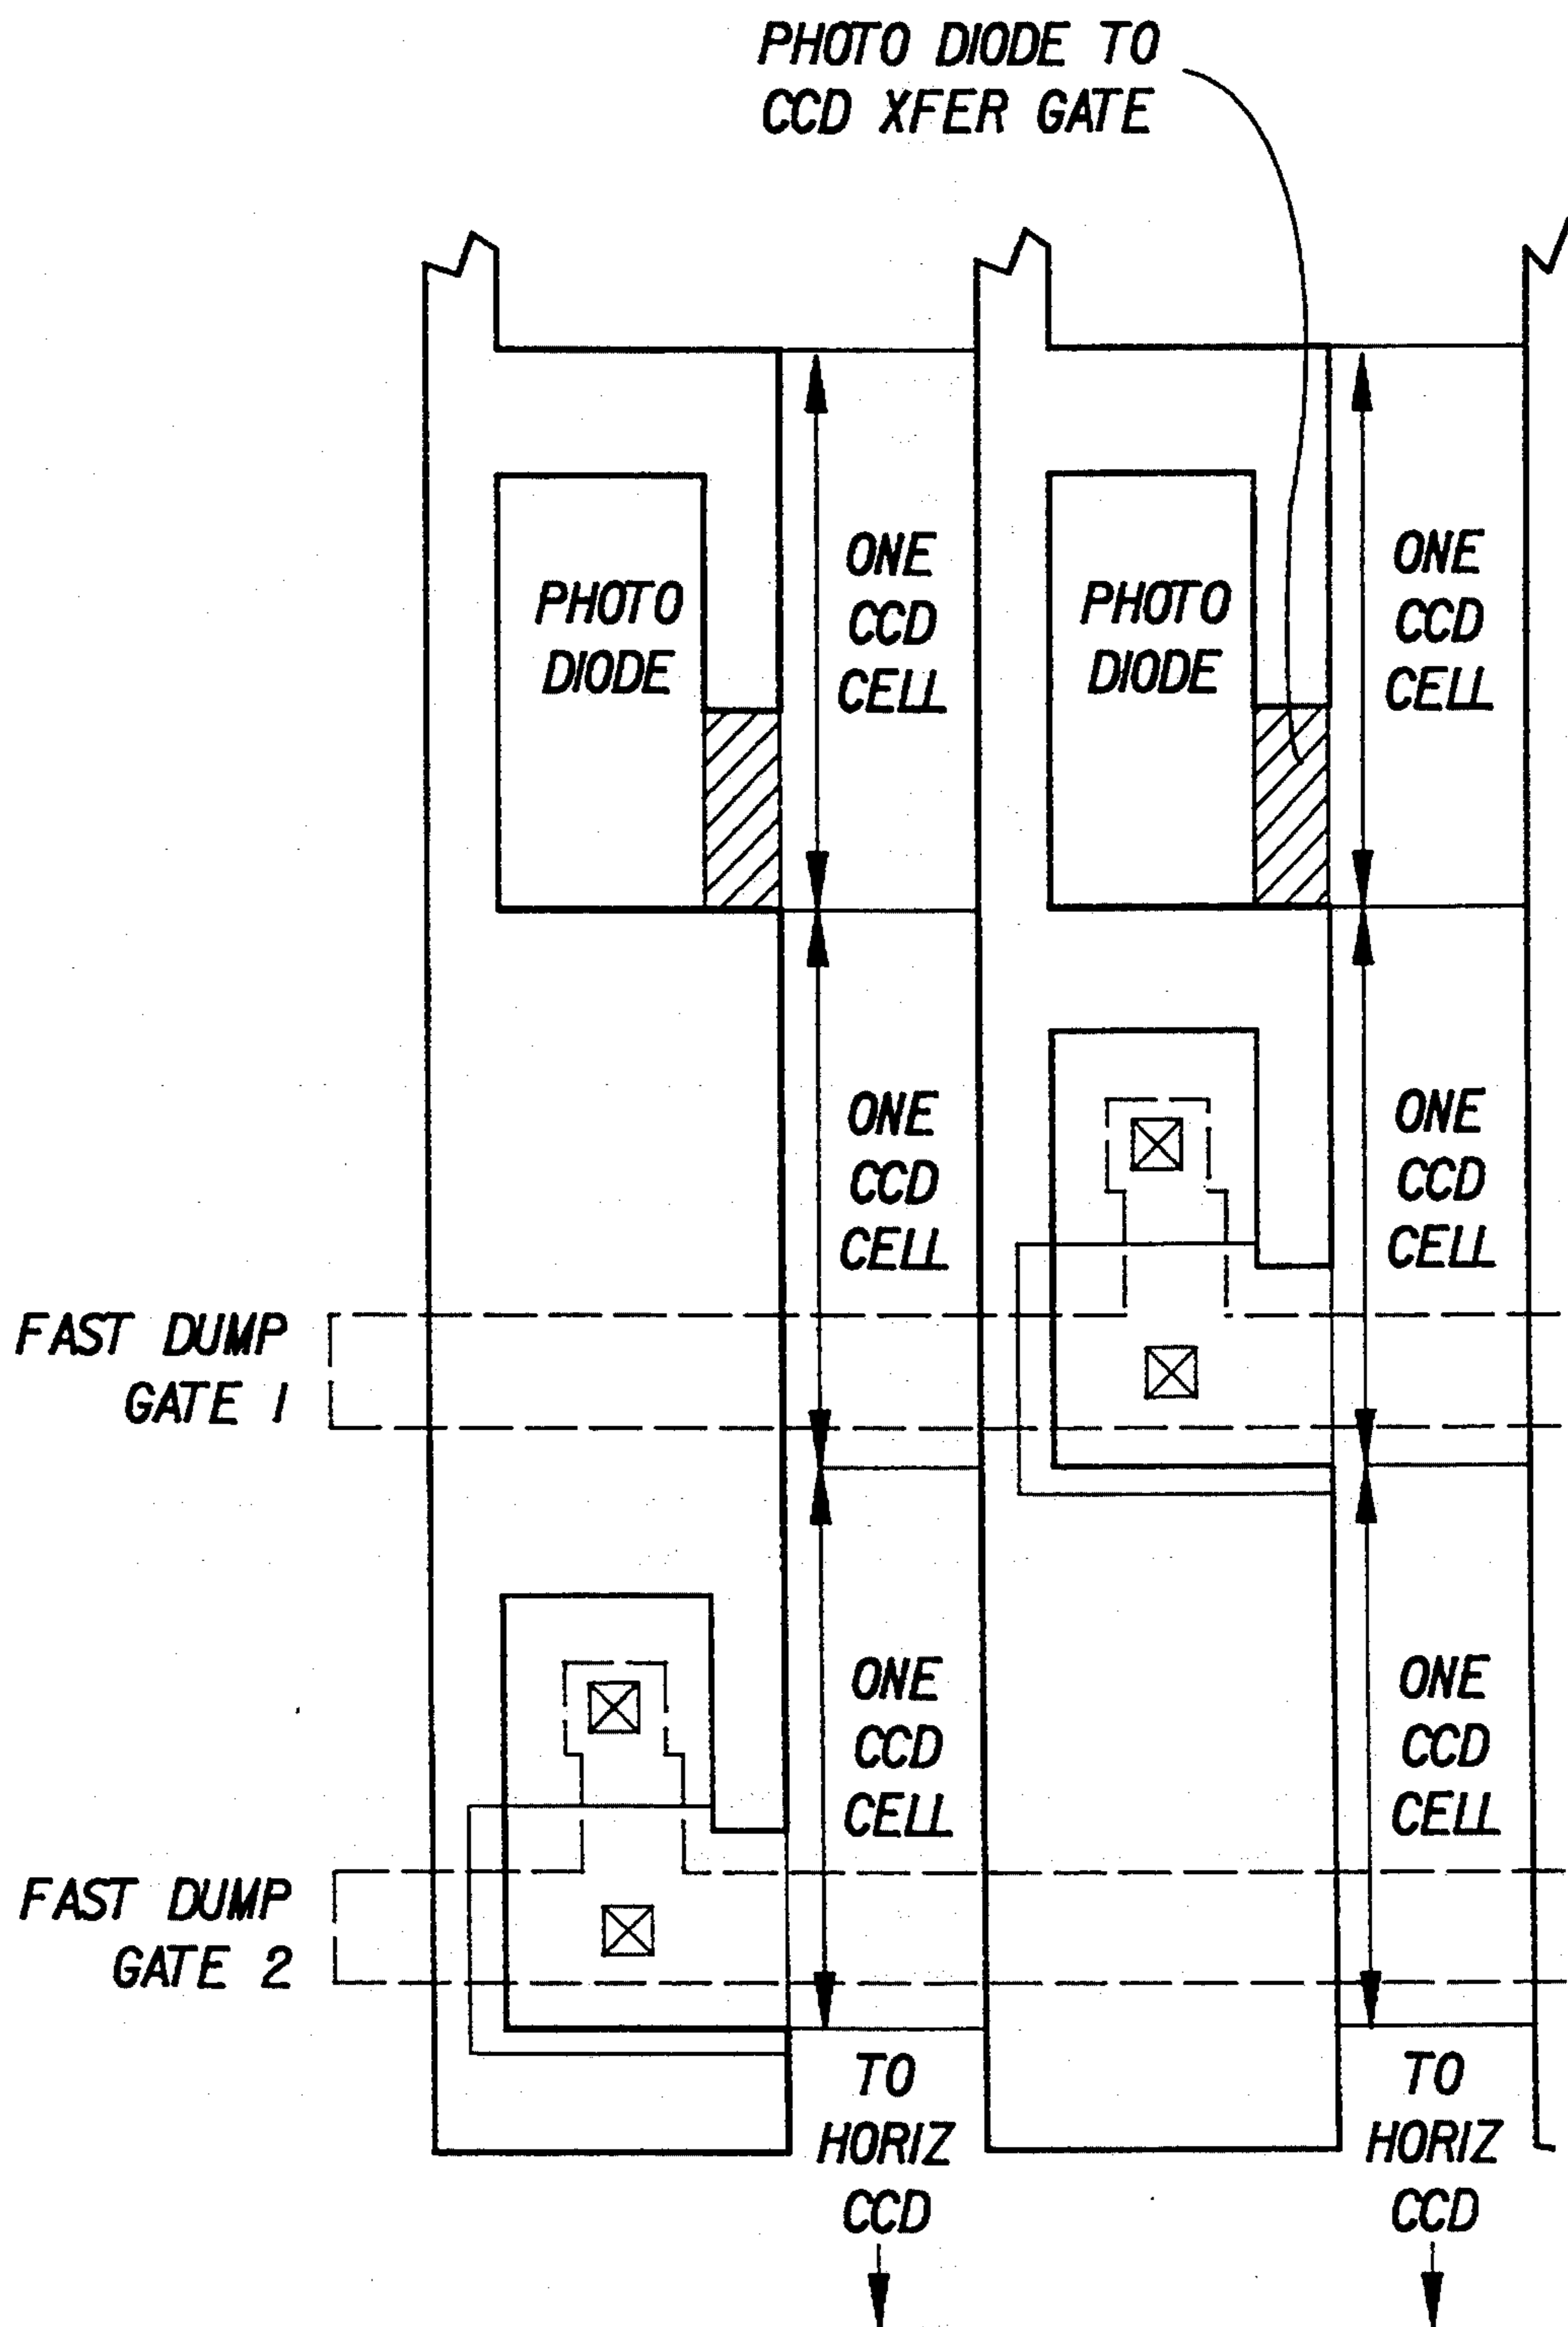 PHOTO DIODE TO
CCD XFER GATE
PHOTO
DIODE
ONE
CCD
CELL
PHOTO
DIODE
ONE
CCD
CELL
ONE
CCD
CELL
ONE
CCD
CELL
FAST DUMP
GATE 1
ONE
CCD
CELL
ONE
CCD
CELL
FAST DUMP
GATE 2
TO
HORIZ
CCD
TO
HORIZ
CCD